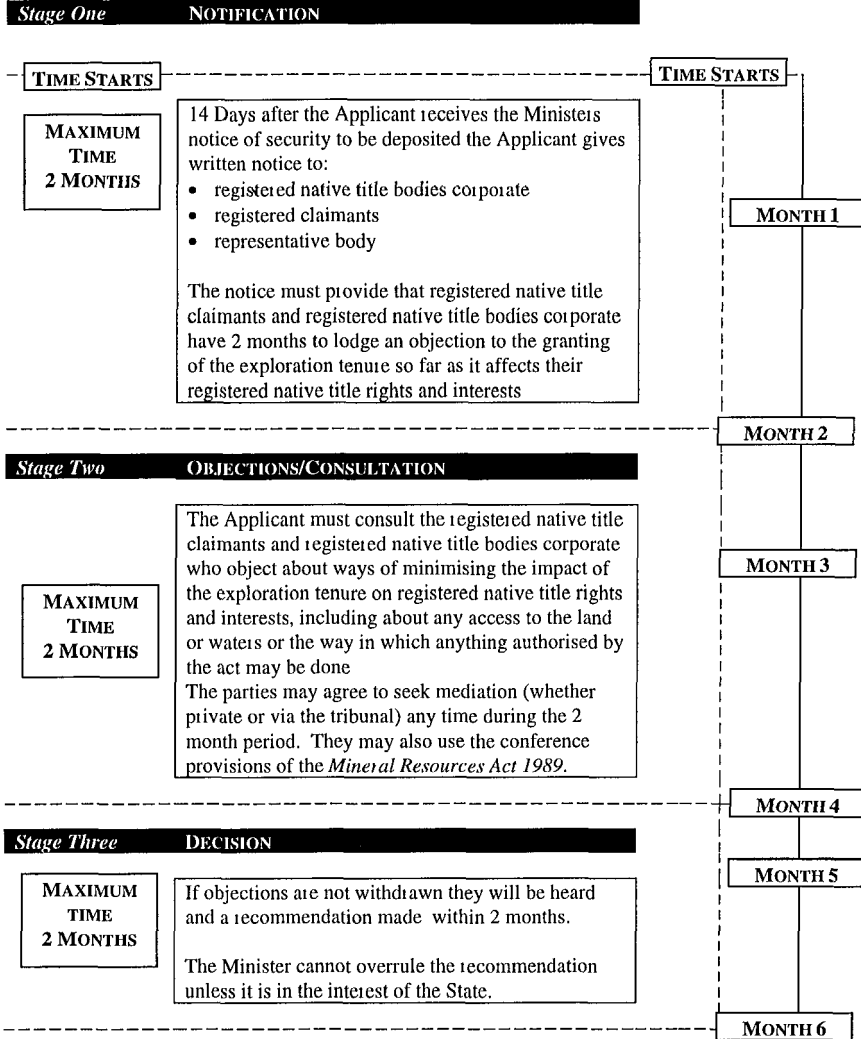 Stage One NOTIFICATION
TIME STARTS TIME STARTS
MAXIMUM
TIME
2 MONTHS
14 Days after the Applicant receives the Ministers
notice of security to be deposited the Applicant gives
written notice to:
• registered native title bodies corporate
• registered claimants
• representative body
The notice must provide that registered native title
claimants and registered native title bodies corporate
have 2 months to lodge an objection to the granting
of the exploration tenure so far as it affects their
registered native title rights and interests
MONTH 1
MONTH 2
Stage Two OBJECTIONS/CONSULTATION
MAXIMUM
TIME
2 MONTHS
The Applicant must consult the registered native title
claimants and registered native title bodies corporate
who object about ways of minimising the impact of
the exploration tenure on registered native title rights
and interests, including about any access to the land
or waters or the way in which anything authorised by
the act may be done
The parties may agree to seek mediation (whether
private or via the tribunal) any time during the 2
month period. They may also use the conference
provisions of the Mineral Resources Act 1989.
MONTH 3
MONTH 4
Stage Three DECISION
MAXIMUM
TIME
2 MONTHS
If objections are not withdrawn they will be heard
and a recommendation made within 2 months.
The Minister cannot overrule the recommendation
unless it is in the interest of the State.
MONTH 5
MONTH 6